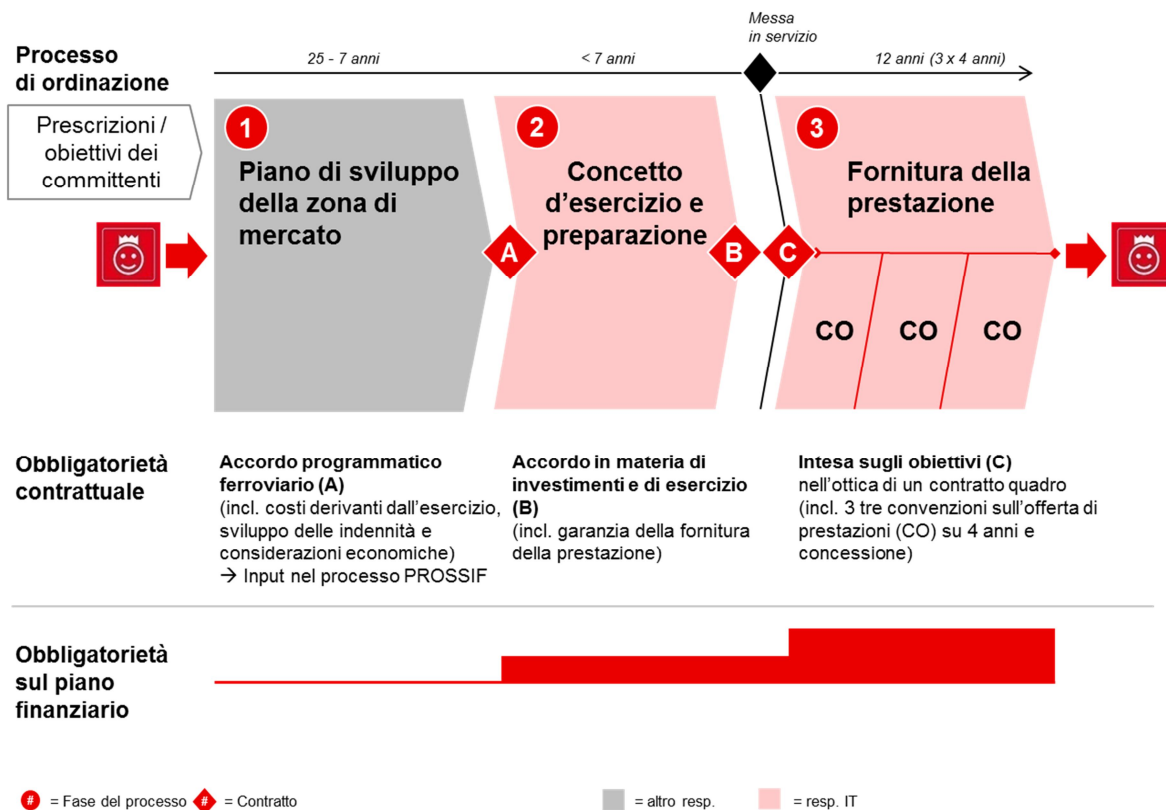 Messa
in servizio
Processo
di ordinazione
25 - 7 anni
< 7 anni
12 anni (3 x 4 anni)
Prescrizioni /
obiettivi dei
committenti
1
Piano di sviluppo
della zona di
mercato
2
Concetto
d'esercizio e
preparazione
3
Fornitura della
prestazione
A
B
C
CO
CO
CO
Obbligatorietà
contrattuale
Accordo programmatico
ferroviario (A)
(incl. costi derivanti dall'esercizio,
sviluppo delle indennità e
considerazioni economiche)
→ Input nel processo PROSSIF
Accordo in materia di
investimenti e di esercizio
(B)
(incl. garanzia della fornitura
della prestazione)
Intesa sugli obiettivi (C)
nell'ottica di un contratto quadro
(incl. 3 tre convenzioni sull'offerta di
prestazioni (CO) su 4 anni e
concessione)
Obbligatorietà
sul piano
finanziario
# = Fase del processo # = Contratto
= altro resp.
= resp. IT